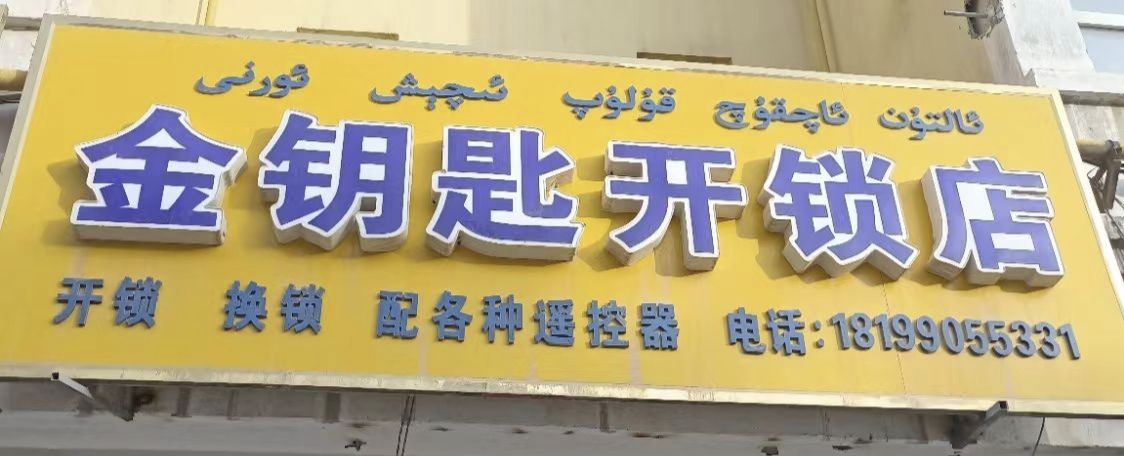 ئالتۇن ئاچقۇچ قۇلۇپ ئىچىش ئورنى
金钥匙开锁店
开锁 换锁 配各种遥控器 电话:18199055331